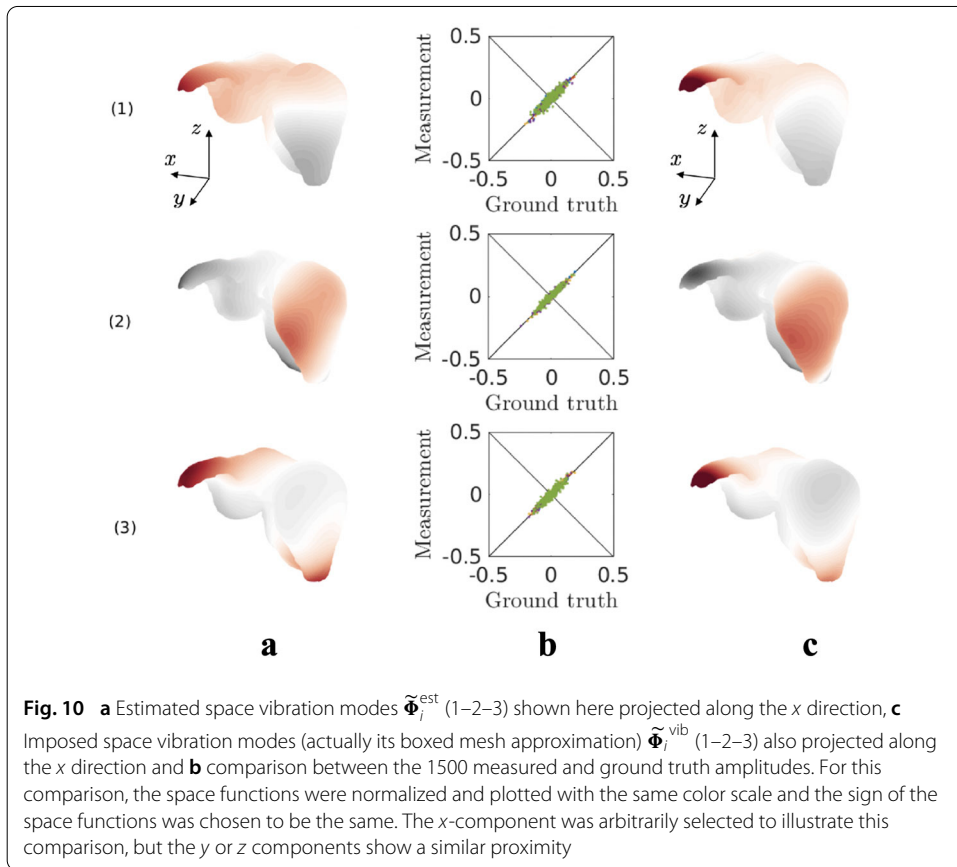 (1)
z
x
y
Measurement
0.5
0
-0.5
-0.5 0 0.5
Ground truth
z
x
y
(2)
Measurement
0.5
0
-0.5
-0.5 0 0.5
Ground truth
(3)
Measurement
0.5
0
-0.5
-0.5 0 0.5
Ground truth
a b c
Fig. 10 a Estimated space vibration modes Φ̃ᵢᵉˢᵗ (1–2–3) shown here projected along the x direction, c
Imposed space vibration modes (actually its boxed mesh approximation) Φ̃ᵢᵛⁱᵇ (1–2–3) also projected along
the x direction and b comparison between the 1500 measured and ground truth amplitudes. For this
comparison, the space functions were normalized and plotted with the same color scale and the sign of the
space functions was chosen to be the same. The x-component was arbitrarily selected to illustrate this
comparison, but the y or z components show a similar proximity